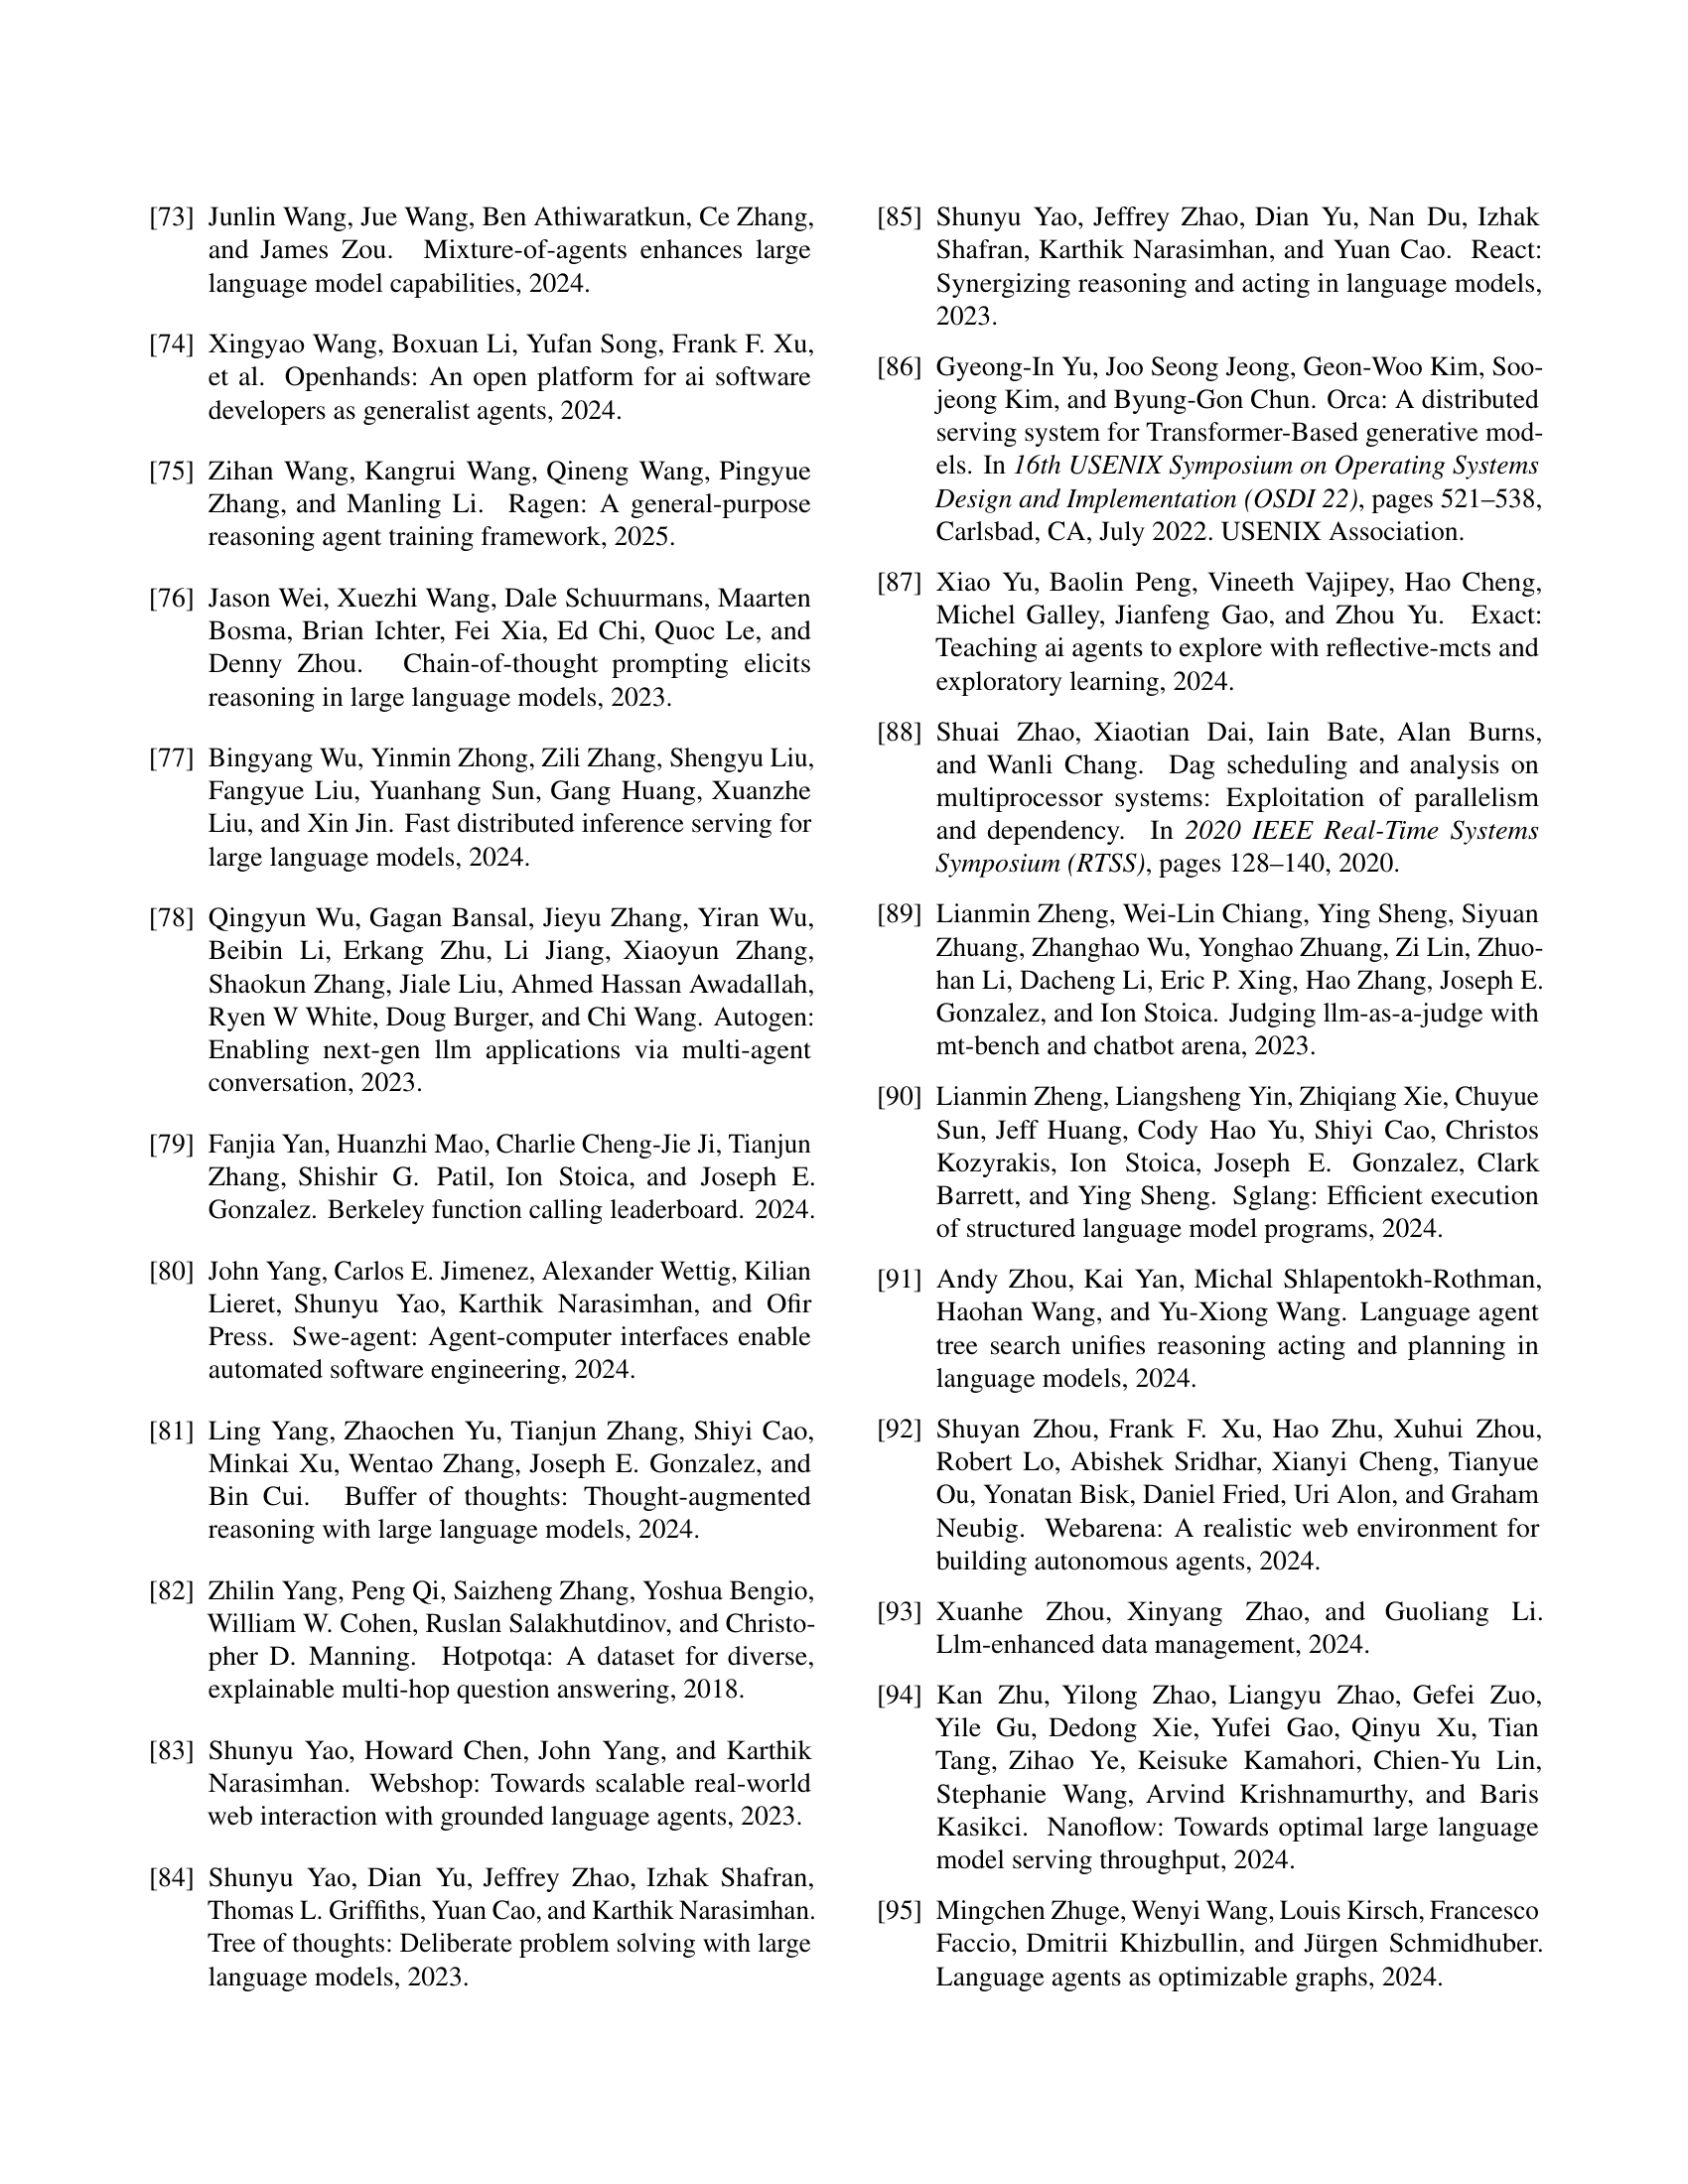 [73] Junlin Wang, Jue Wang, Ben Athiwaratkun, Ce Zhang,
and James Zou. Mixture-of-agents enhances large
language model capabilities, 2024.
[74] Xingyao Wang, Boxuan Li, Yufan Song, Frank F. Xu,
et al. Openhands: An open platform for ai software
developers as generalist agents, 2024.
[75] Zihan Wang, Kangrui Wang, Qineng Wang, Pingyue
Zhang, and Manling Li. Ragen: A general-purpose
reasoning agent training framework, 2025.
[76] Jason Wei, Xuezhi Wang, Dale Schuurmans, Maarten
Bosma, Brian Ichter, Fei Xia, Ed Chi, Quoc Le, and
Denny Zhou. Chain-of-thought prompting elicits
reasoning in large language models, 2023.
[77] Bingyang Wu, Yinmin Zhong, Zili Zhang, Shengyu Liu,
Fangyue Liu, Yuanhang Sun, Gang Huang, Xuanzhe
Liu, and Xin Jin. Fast distributed inference serving for
large language models, 2024.
[78] Qingyun Wu, Gagan Bansal, Jieyu Zhang, Yiran Wu,
Beibin Li, Erkang Zhu, Li Jiang, Xiaoyun Zhang,
Shaokun Zhang, Jiale Liu, Ahmed Hassan Awadallah,
Ryen W White, Doug Burger, and Chi Wang. Autogen:
Enabling next-gen llm applications via multi-agent
conversation, 2023.
[79] Fanjia Yan, Huanzhi Mao, Charlie Cheng-Jie Ji, Tianjun
Zhang, Shishir G. Patil, Ion Stoica, and Joseph E.
Gonzalez. Berkeley function calling leaderboard. 2024.
[80] John Yang, Carlos E. Jimenez, Alexander Wettig, Kilian
Lieret, Shunyu Yao, Karthik Narasimhan, and Ofir
Press. Swe-agent: Agent-computer interfaces enable
automated software engineering, 2024.
[81] Ling Yang, Zhaochen Yu, Tianjun Zhang, Shiyi Cao,
Minkai Xu, Wentao Zhang, Joseph E. Gonzalez, and
Bin Cui. Buffer of thoughts: Thought-augmented
reasoning with large language models, 2024.
[82] Zhilin Yang, Peng Qi, Saizheng Zhang, Yoshua Bengio,
William W. Cohen, Ruslan Salakhutdinov, and Christo-
pher D. Manning. Hotpotqa: A dataset for diverse,
explainable multi-hop question answering, 2018.
[83] Shunyu Yao, Howard Chen, John Yang, and Karthik
Narasimhan. Webshop: Towards scalable real-world
web interaction with grounded language agents, 2023.
[84] Shunyu Yao, Dian Yu, Jeffrey Zhao, Izhak Shafran,
Thomas L. Griffiths, Yuan Cao, and Karthik Narasimhan.
Tree of thoughts: Deliberate problem solving with large
language models, 2023.
[85] Shunyu Yao, Jeffrey Zhao, Dian Yu, Nan Du, Izhak
Shafran, Karthik Narasimhan, and Yuan Cao. React:
Synergizing reasoning and acting in language models,
2023.
[86] Gyeong-In Yu, Joo Seong Jeong, Geon-Woo Kim, Soo-
jeong Kim, and Byung-Gon Chun. Orca: A distributed
serving system for Transformer-Based generative mod-
els. In 16th USENIX Symposium on Operating Systems
Design and Implementation (OSDI 22), pages 521–538,
Carlsbad, CA, July 2022. USENIX Association.
[87] Xiao Yu, Baolin Peng, Vineeth Vajipey, Hao Cheng,
Michel Galley, Jianfeng Gao, and Zhou Yu. Exact:
Teaching ai agents to explore with reflective-mcts and
exploratory learning, 2024.
[88] Shuai Zhao, Xiaotian Dai, Iain Bate, Alan Burns,
and Wanli Chang. Dag scheduling and analysis on
multiprocessor systems: Exploitation of parallelism
and dependency. In 2020 IEEE Real-Time Systems
Symposium (RTSS), pages 128–140, 2020.
[89] Lianmin Zheng, Wei-Lin Chiang, Ying Sheng, Siyuan
Zhuang, Zhanghao Wu, Yonghao Zhuang, Zi Lin, Zhuo-
han Li, Dacheng Li, Eric P. Xing, Hao Zhang, Joseph E.
Gonzalez, and Ion Stoica. Judging llm-as-a-judge with
mt-bench and chatbot arena, 2023.
[90] Lianmin Zheng, Liangsheng Yin, Zhiqiang Xie, Chuyue
Sun, Jeff Huang, Cody Hao Yu, Shiyi Cao, Christos
Kozyrakis, Ion Stoica, Joseph E. Gonzalez, Clark
Barrett, and Ying Sheng. Sglang: Efficient execution
of structured language model programs, 2024.
[91] Andy Zhou, Kai Yan, Michal Shlapentokh-Rothman,
Haohan Wang, and Yu-Xiong Wang. Language agent
tree search unifies reasoning acting and planning in
language models, 2024.
[92] Shuyan Zhou, Frank F. Xu, Hao Zhu, Xuhui Zhou,
Robert Lo, Abishek Sridhar, Xianyi Cheng, Tianyue
Ou, Yonatan Bisk, Daniel Fried, Uri Alon, and Graham
Neubig. Webarena: A realistic web environment for
building autonomous agents, 2024.
[93] Xuanhe Zhou, Xinyang Zhao, and Guoliang Li.
Llm-enhanced data management, 2024.
[94] Kan Zhu, Yilong Zhao, Liangyu Zhao, Gefei Zuo,
Yile Gu, Dedong Xie, Yufei Gao, Qinyu Xu, Tian
Tang, Zihao Ye, Keisuke Kamahori, Chien-Yu Lin,
Stephanie Wang, Arvind Krishnamurthy, and Baris
Kasikci. Nanoflow: Towards optimal large language
model serving throughput, 2024.
[95] Mingchen Zhuge, Wenyi Wang, Louis Kirsch, Francesco
Faccio, Dmitrii Khizbullin, and Jürgen Schmidhuber.
Language agents as optimizable graphs, 2024.